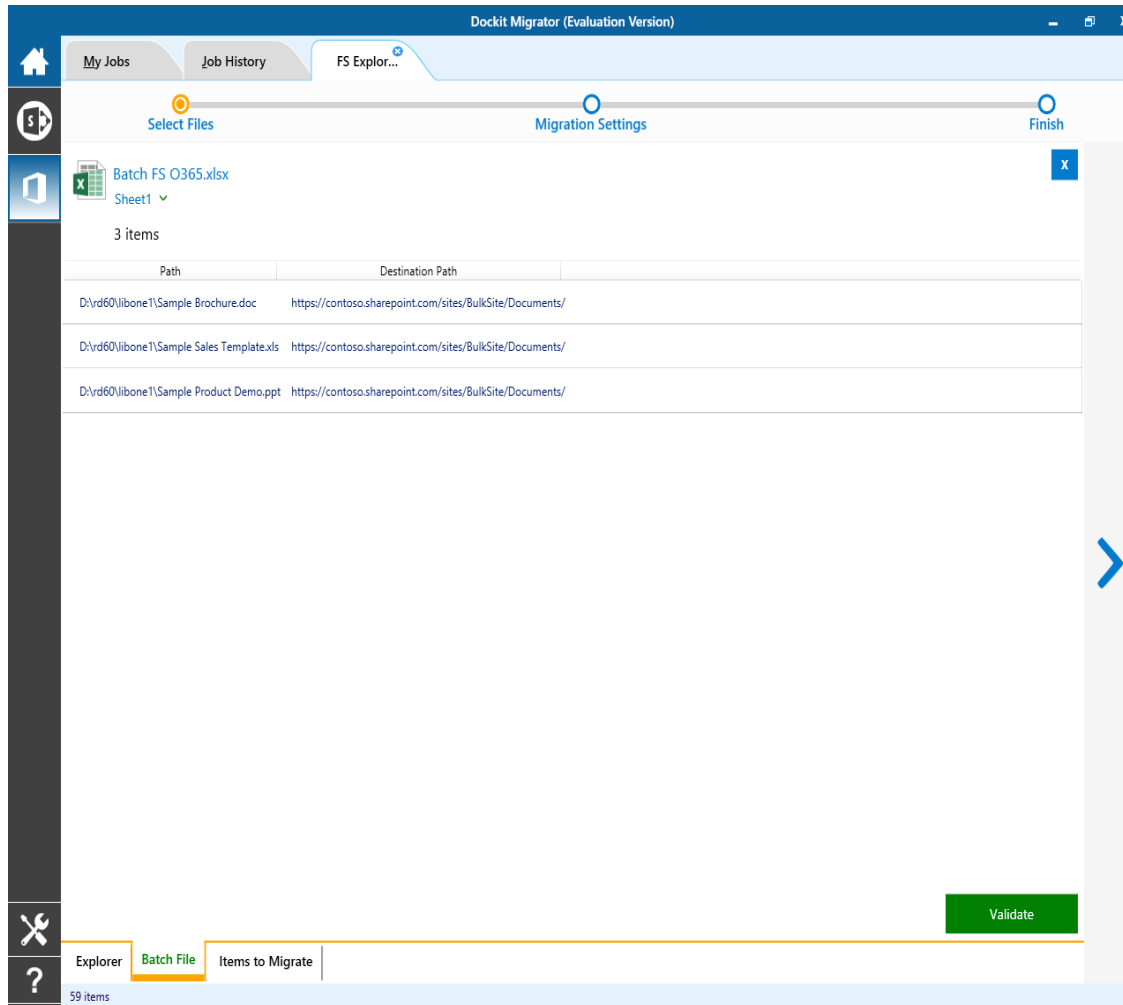 Dockit Migrator (Evaluation Version)
My Jobs Job History FS Explor...
Select Files Migration Settings Finish
Batch FS O365.xlsx
X
Sheet1
3 items
Path Destination Path
D:\rd60\libone1\Sample Brochure.doc https://contoso.sharepoint.com/sites/BulkSite/Documents/
D:\rd60\libone1\Sample Sales Template.xls https://contoso.sharepoint.com/sites/BulkSite/Documents/
D:\rd60\libone1\Sample Product Demo.ppt https://contoso.sharepoint.com/sites/BulkSite/Documents/
Validate
Explorer Batch File Items to Migrate
59 items